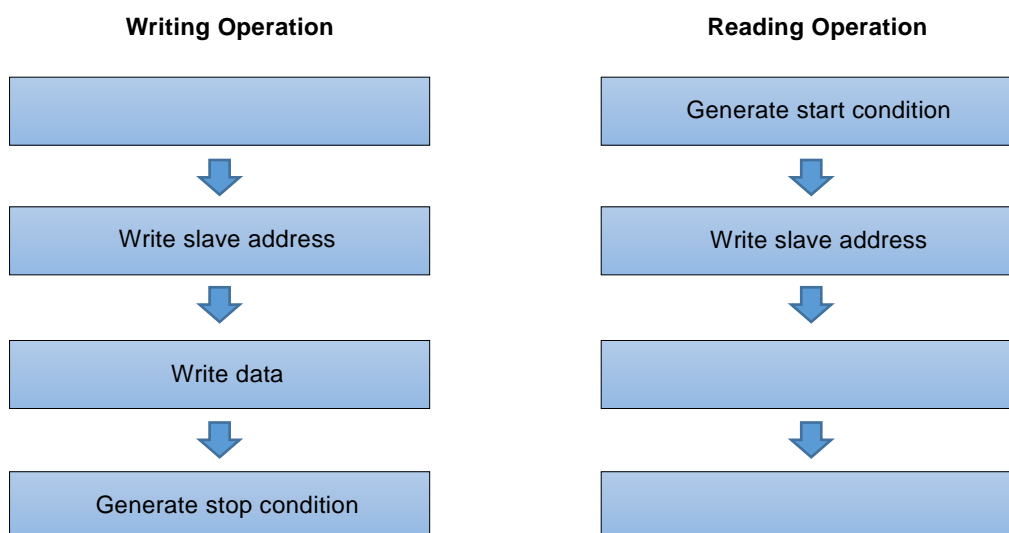 Writing Operation
Reading Operation
Generate start condition
Write slave address
Write slave address
Write data
Generate stop condition